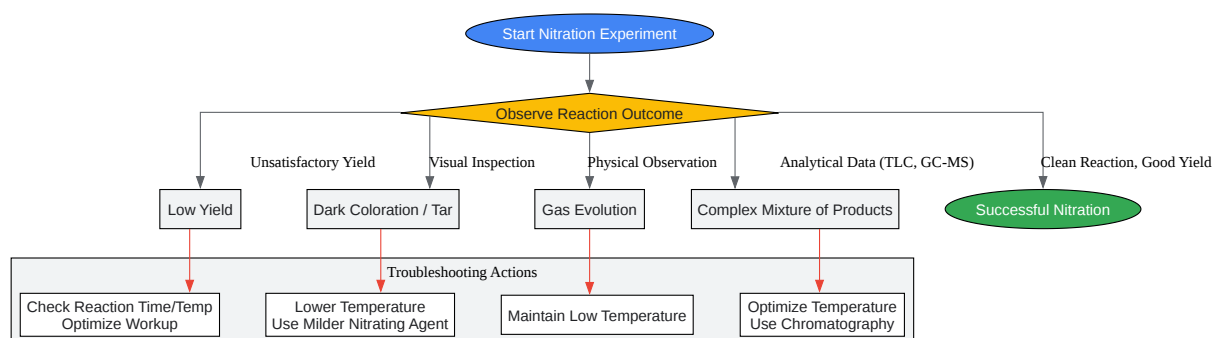 Start Nitration Experiment
Observe Reaction Outcome
Unsatisfactory Yield
Visual Inspection
Physical Observation
Analytical Data (TLC, GC-MS)
Clean Reaction, Good Yield
Low Yield
Dark Coloration / Tar
Gas Evolution
Complex Mixture of Products
Successful Nitration
Troubleshooting Actions
Check Reaction Time/Temp
Optimize Workup
Lower Temperature
Use Milder Nitrating Agent
Maintain Low Temperature
Optimize Temperature
Use Chromatography